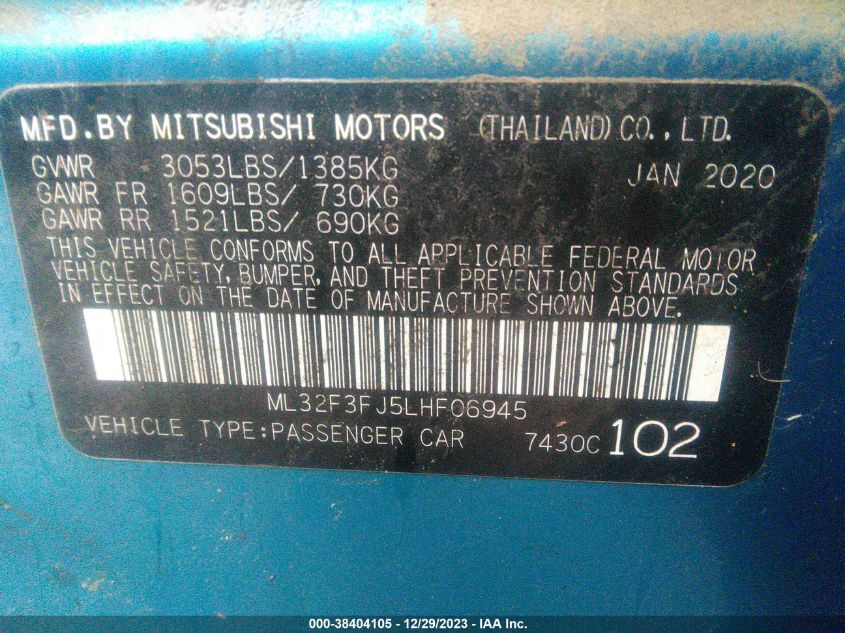 MFD.BY MITSUBISHI MOTORS (THAILAND) CO., LTD.
GVWR 3053LBS/1385KG JAN 2020
GAWR FR 1609LBS/ 730KG
GAWR RR 1521LBS/ 690KG
THIS VEHICLE CONFORMS TO ALL APPLICABLE FEDERAL MOTOR
VEHICLE SAFETY, BUMPER, AND THEFT PREVENTION STANDARDS
IN EFFECT ON THE DATE OF MANUFACTURE SHOWN ABOVE.
ML32F3FJ5LHF06945
VEHICLE TYPE:PASSENGER CAR 7430C 102
000-38404105 - 12/29/2023 - IAA Inc.